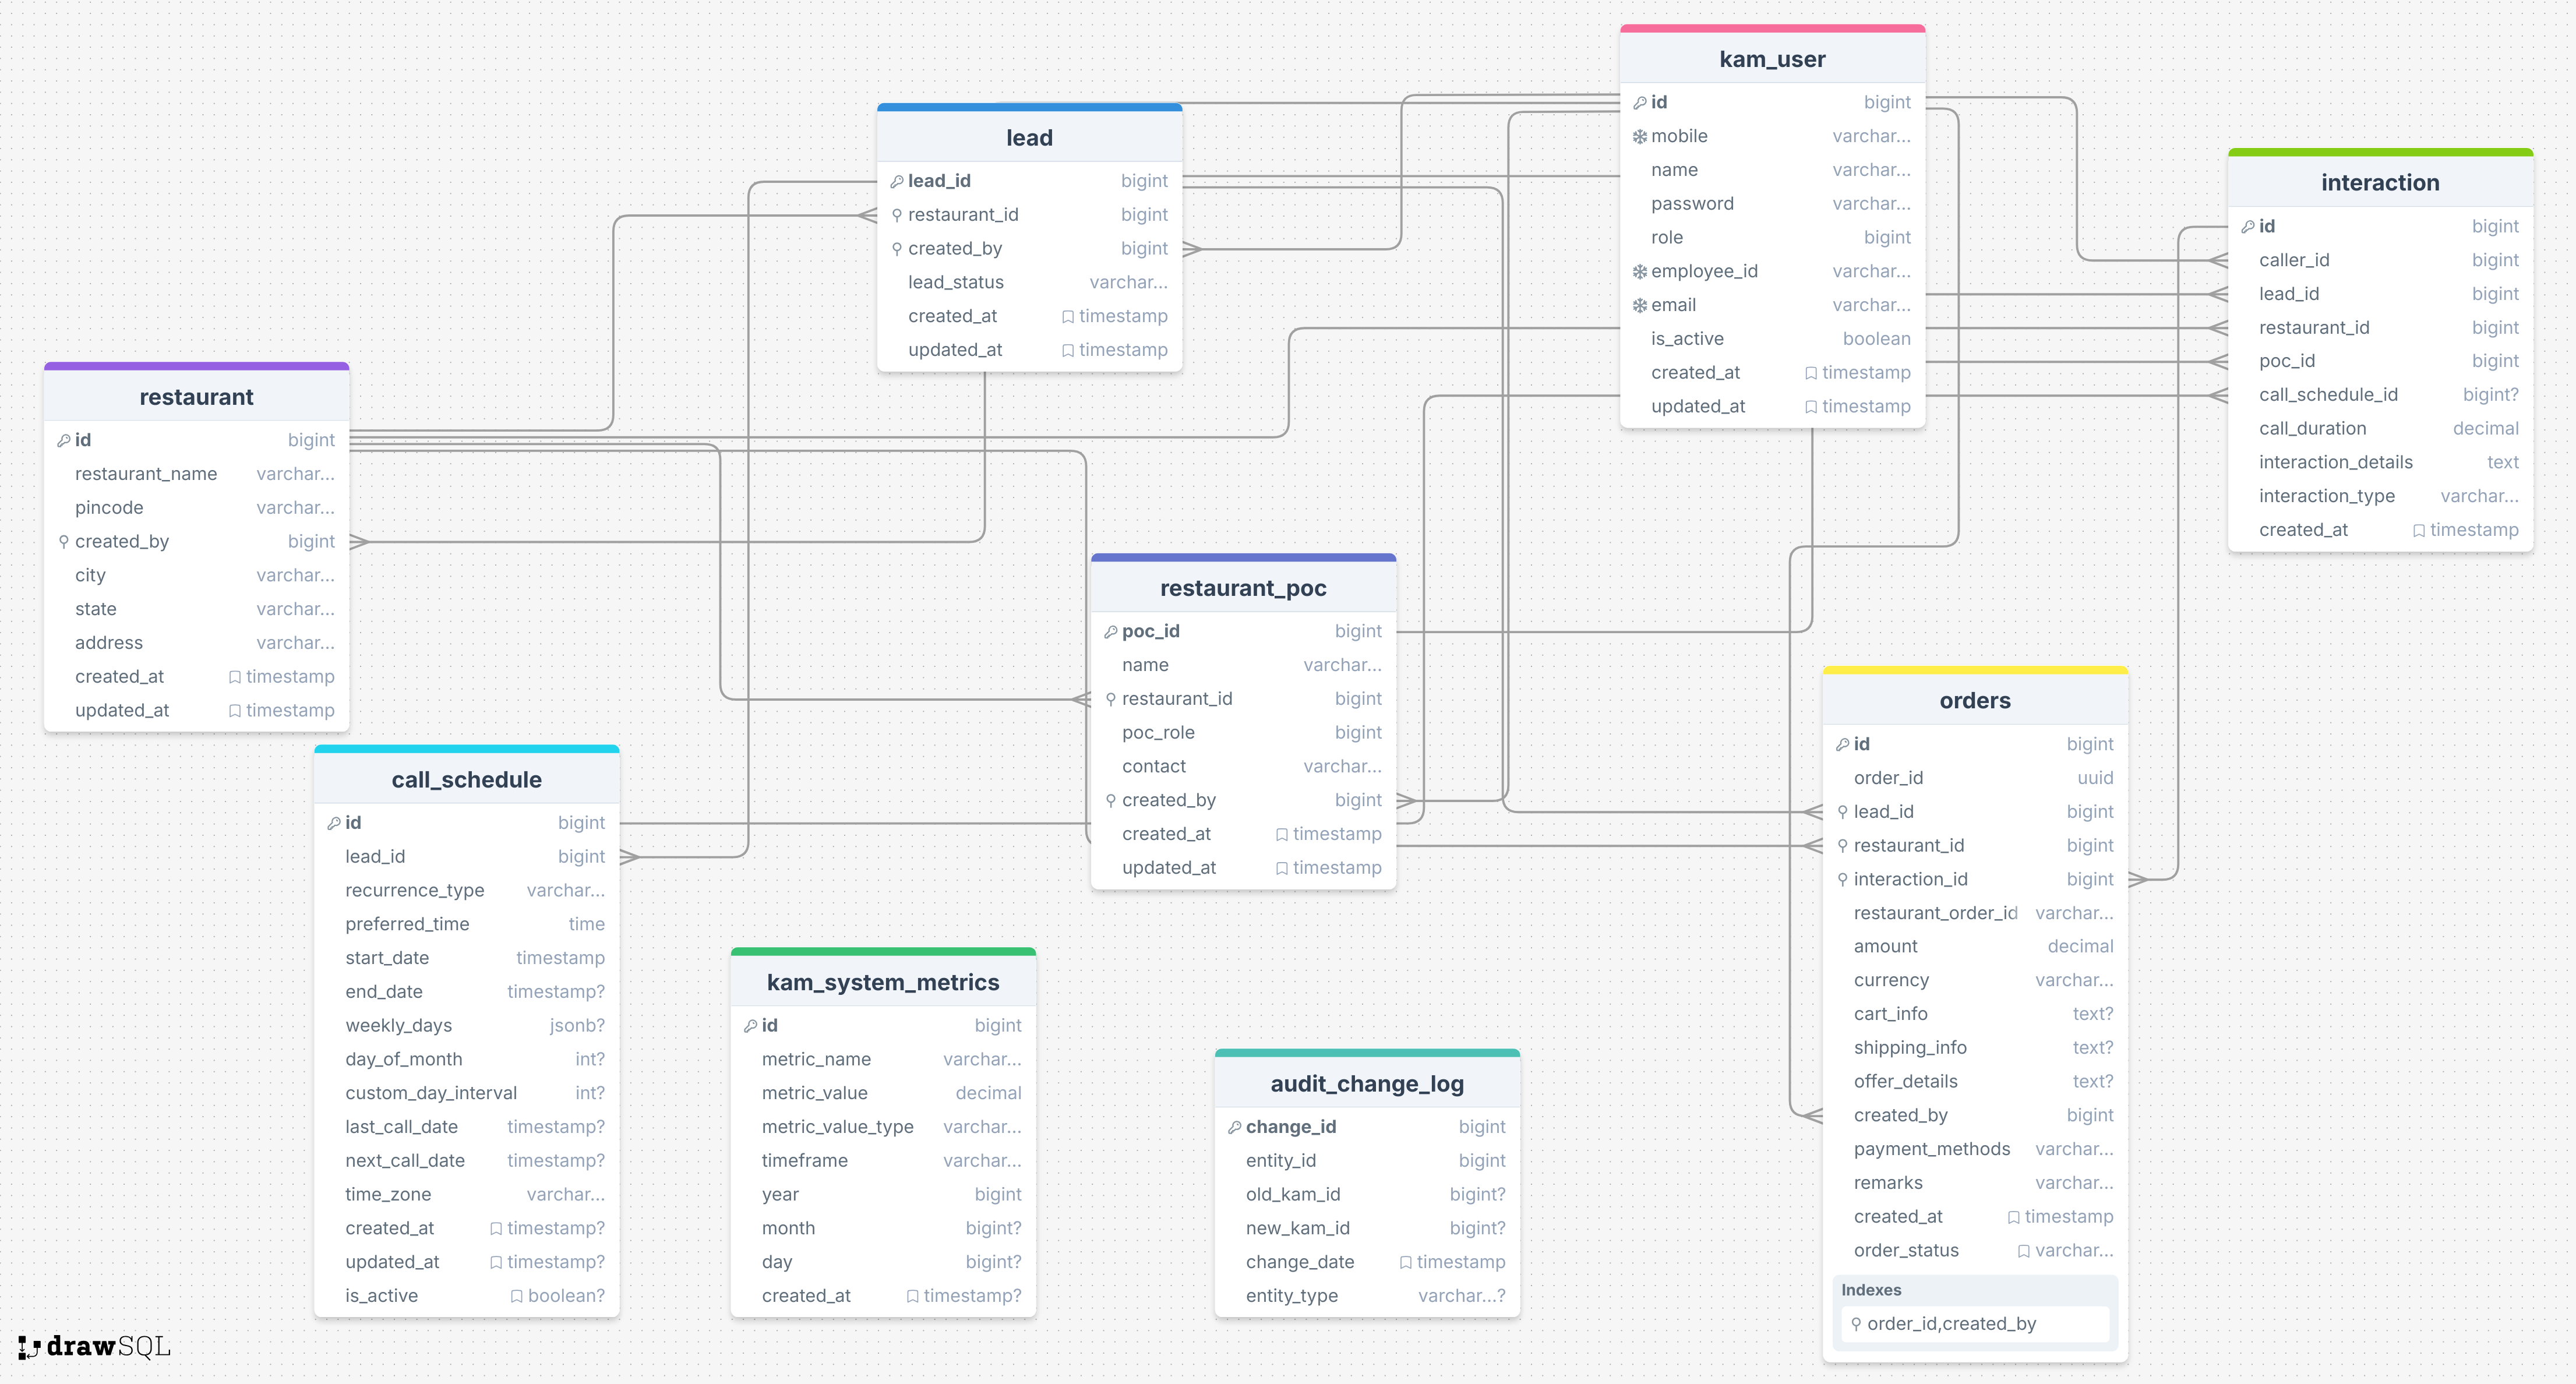 kam_user
id bigint
mobile varchar...
name varchar...
password varchar...
role bigint
employee_id varchar...
email varchar...
is_active boolean
created_at timestamp
updated_at timestamp
lead
lead_id bigint
restaurant_id bigint
created_by bigint
lead_status varchar...
created_at timestamp
updated_at timestamp
interaction
id bigint
caller_id bigint
lead_id bigint
restaurant_id bigint
poc_id bigint
call_schedule_id bigint?
call_duration decimal
interaction_details text
interaction_type varchar...
created_at timestamp
restaurant
id bigint
restaurant_name varchar...
pincode varchar...
created_by bigint
city varchar...
state varchar...
address varchar...
created_at timestamp
updated_at timestamp
restaurant_poc
poc_id bigint
name varchar...
restaurant_id bigint
poc_role bigint
contact varchar...
created_by bigint
created_at timestamp
updated_at timestamp
orders
id bigint
order_id uuid
lead_id bigint
restaurant_id bigint
interaction_id bigint
restaurant_order_id varchar...
amount decimal
currency varchar...
cart_info text?
shipping_info text?
offer_details text?
created_by bigint
payment_methods varchar...
remarks varchar...
created_at timestamp
order_status varchar...
Indexes
order_id,created_by
call_schedule
id bigint
lead_id bigint
recurrence_type varchar...
preferred_time time
start_date timestamp
end_date timestamp?
weekly_days jsonb?
day_of_month int?
custom_day_interval int?
last_call_date timestamp?
next_call_date timestamp?
time_zone varchar...
created_at timestamp?
updated_at timestamp?
is_active boolean?
kam_system_metrics
id bigint
metric_name varchar...
metric_value decimal
metric_value_type varchar...
timeframe varchar...
year bigint
month bigint?
day bigint?
created_at timestamp?
audit_change_log
change_id bigint
entity_id bigint
old_kam_id bigint?
new_kam_id bigint?
change_date timestamp
entity_type varchar...?
drawSQL